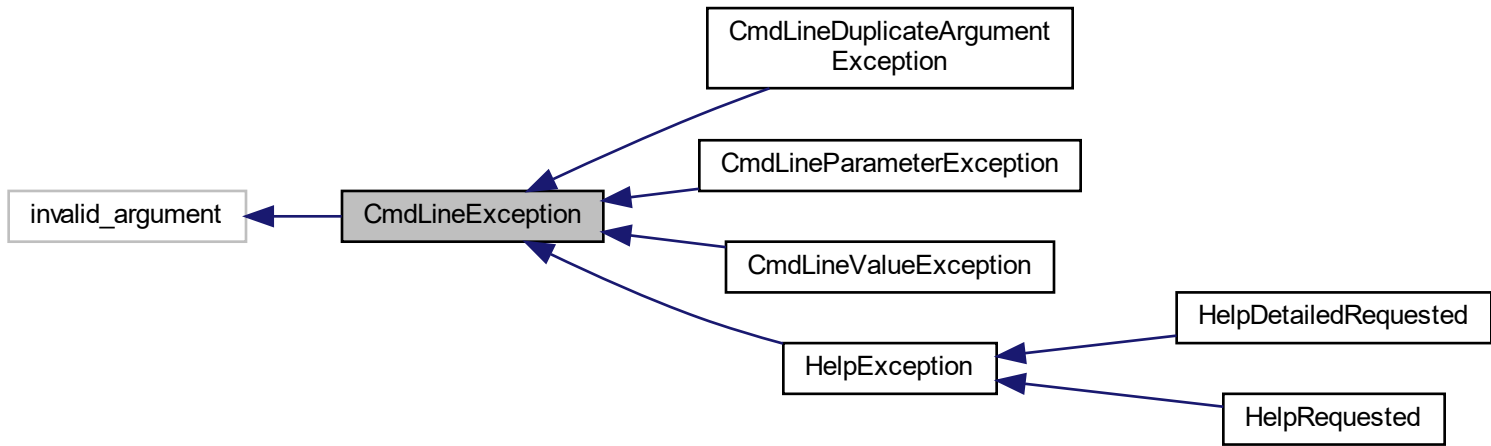 CmdLineDuplicateArgument
Exception
CmdLineParameterException
invalid_argument
CmdLineException
CmdLineValueException
HelpDetailedRequested
HelpException
HelpRequested